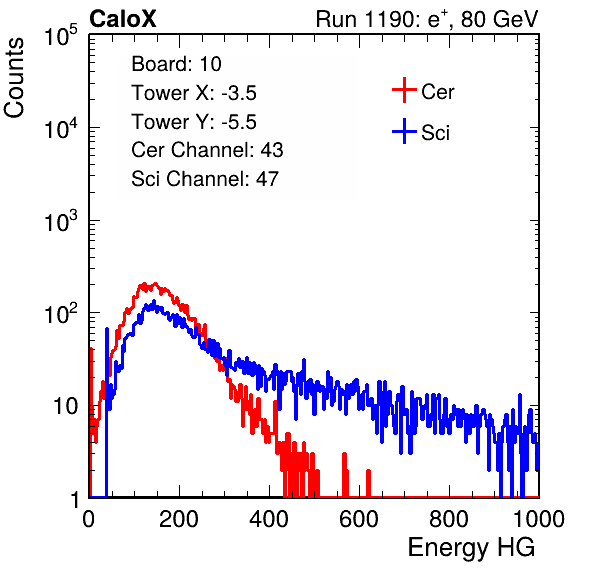 CaloX Run 1190: e⁺, 80 GeV
Counts
10⁵
10⁴
10³
10²
10
1
Board: 10
Tower X: -3.5
Tower Y: -5.5
Cer Channel: 43
Sci Channel: 47
Cer
Sci
0 200 400 600 800 1000
Energy HG